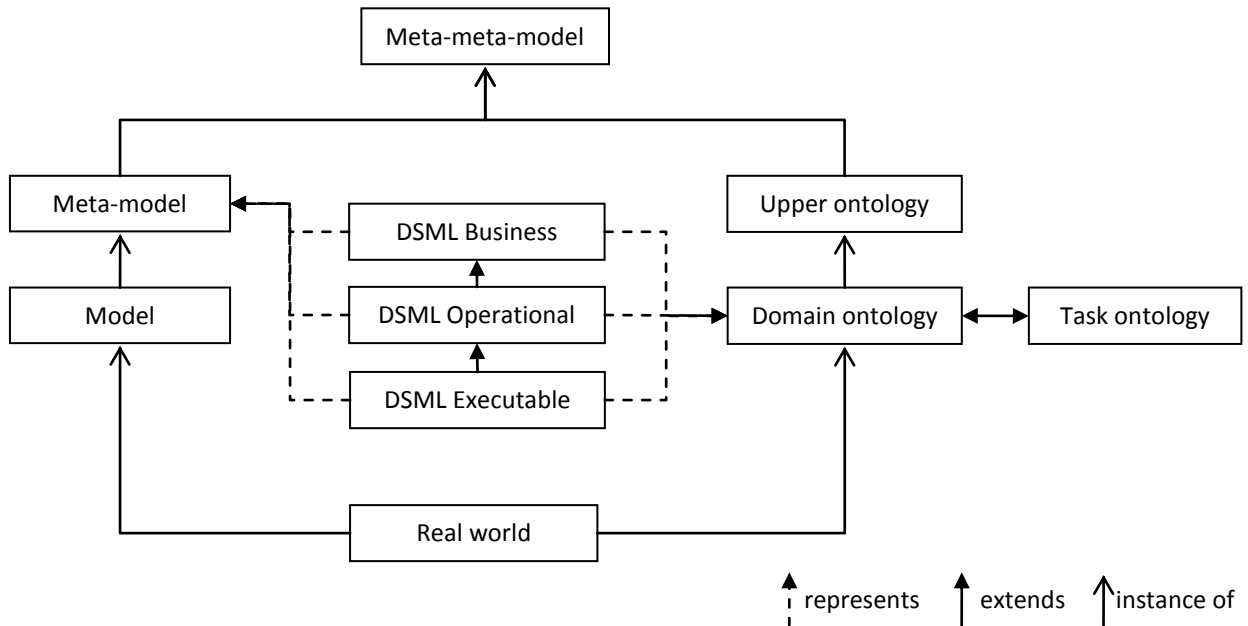 Meta-meta-model
Meta-model
Upper ontology
DSML Business
Model
DSML Operational
Domain ontology
Task ontology
DSML Executable
Real world
represents
extends
instance of